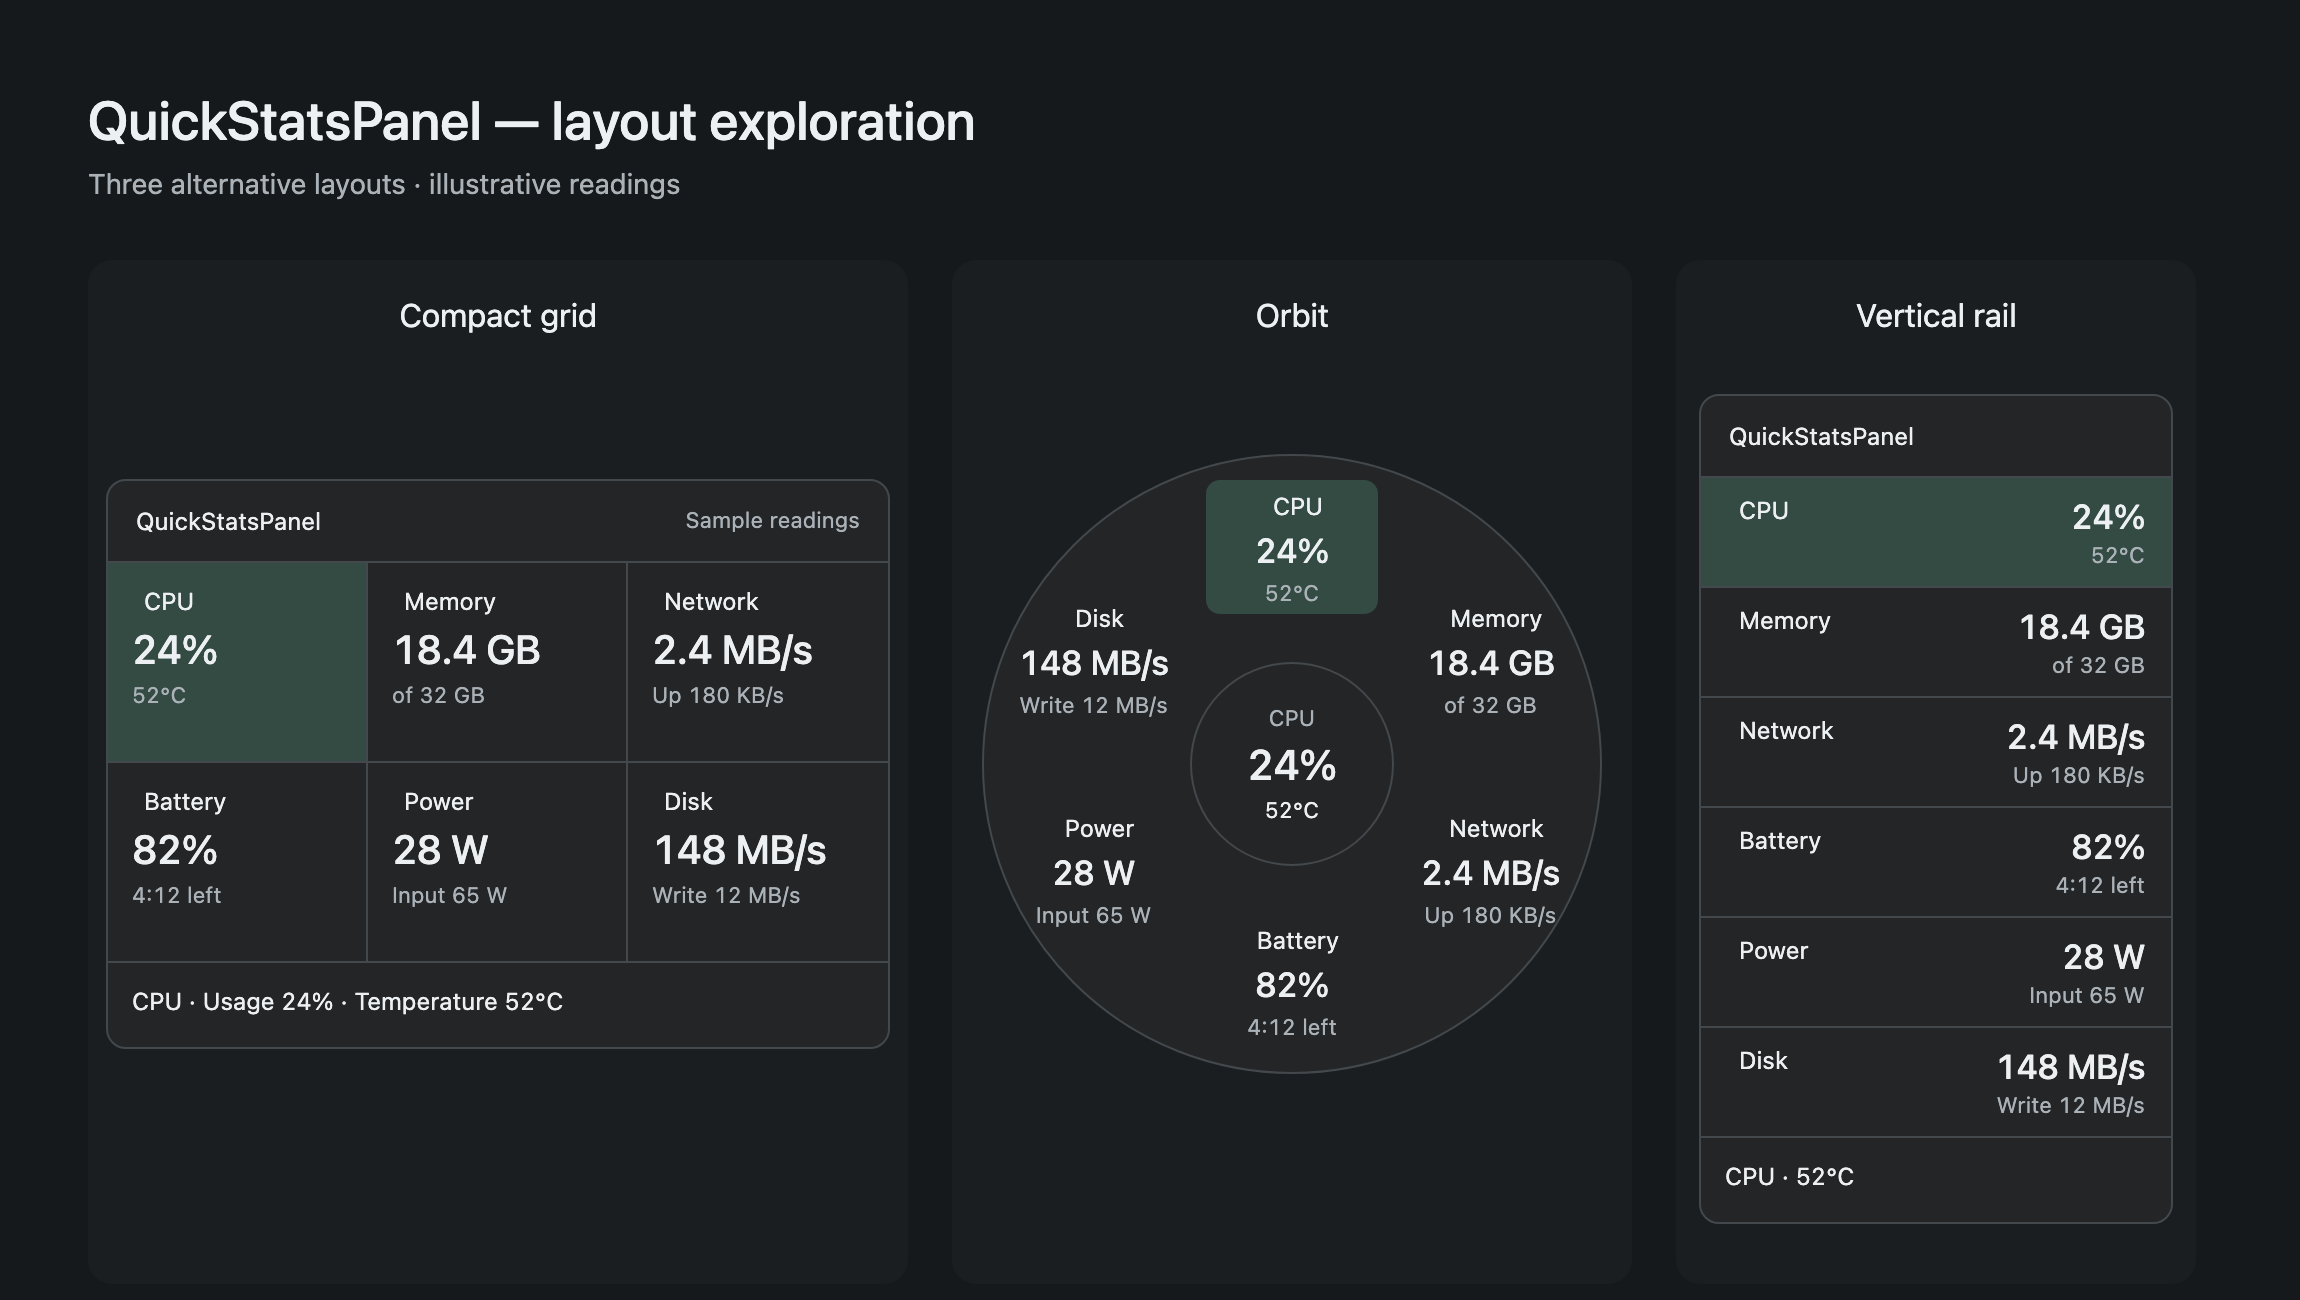 QuickStatsPanel — layout exploration
Three alternative layouts · illustrative readings
Compact grid
QuickStatsPanel
Sample readings
CPU
24%
52°C
Memory
18.4 GB
of 32 GB
Network
2.4 MB/s
Up 180 KB/s
Battery
82%
4:12 left
Power
28 W
Input 65 W
Disk
148 MB/s
Write 12 MB/s
CPU · Usage 24% · Temperature 52°C
Orbit
CPU
24%
52°C
Memory
18.4 GB
of 32 GB
Network
2.4 MB/s
Up 180 KB/s
Battery
82%
4:12 left
Power
28 W
Input 65 W
Disk
148 MB/s
Write 12 MB/s
CPU
24%
52°C
Vertical rail
QuickStatsPanel
CPU
24%
52°C
Memory
18.4 GB
of 32 GB
Network
2.4 MB/s
Up 180 KB/s
Battery
82%
4:12 left
Power
28 W
Input 65 W
Disk
148 MB/s
Write 12 MB/s
CPU · 52°C